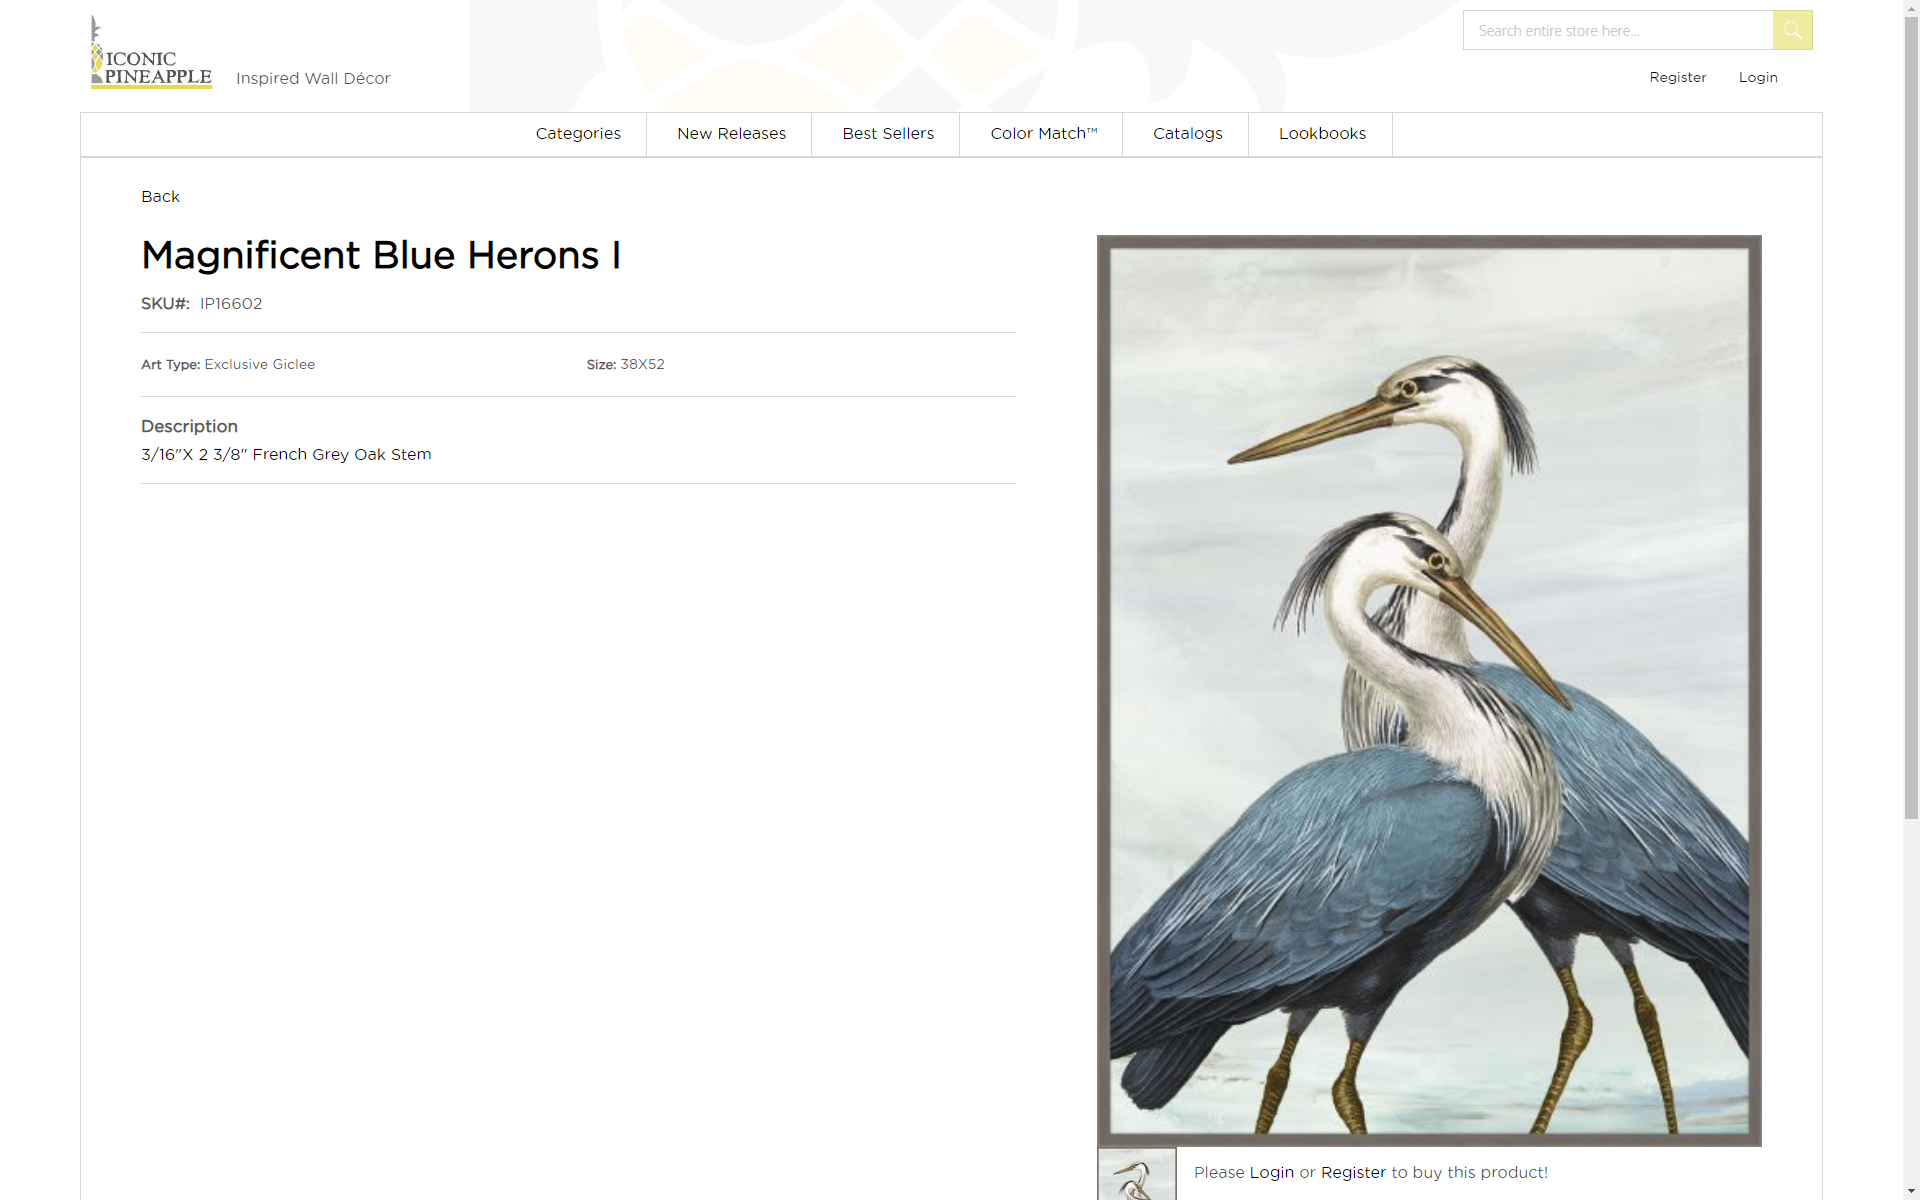 ICONIC
PINEAPPLE
Inspired Wall Décor
Search entire store here...
Register
Login
Categories
New Releases
Best Sellers
Color Match™
Catalogs
Lookbooks
Back
Magnificent Blue Herons I
SKU#: IP16602
Art Type: Exclusive Giclee
Size: 38X52
Description
3/16"X 2 3/8" French Grey Oak Stem
Please Login or Register to buy this product!